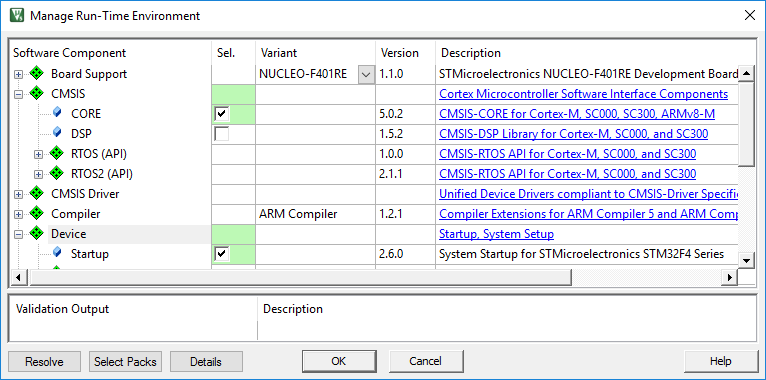 Manage Run-Time Environment
Software Component Sel. Variant Version Description
Board Support NUCLEO-F401RE 1.1.0 STMicroelectronics NUCLEO-F401RE Development Board
CMSIS Cortex Microcontroller Software Interface Components
CORE 5.0.2 CMSIS-CORE for Cortex-M, SC000, SC300, ARMv8-M
DSP 1.5.2 CMSIS-DSP Library for Cortex-M, SC000, and SC300
RTOS (API) 1.0.0 CMSIS-RTOS API for Cortex-M, SC000, and SC300
RTOS2 (API) 2.1.1 CMSIS-RTOS API for Cortex-M, SC000, and SC300
CMSIS Driver Unified Device Drivers compliant to CMSIS-Driver Specifi
Compiler ARM Compiler 1.2.1 Compiler Extensions for ARM Compiler 5 and ARM Comp
Device Startup, System Setup
Startup 2.6.0 System Startup for STMicroelectronics STM32F4 Series
Validation Output Description
Resolve Select Packs Details OK Cancel Help